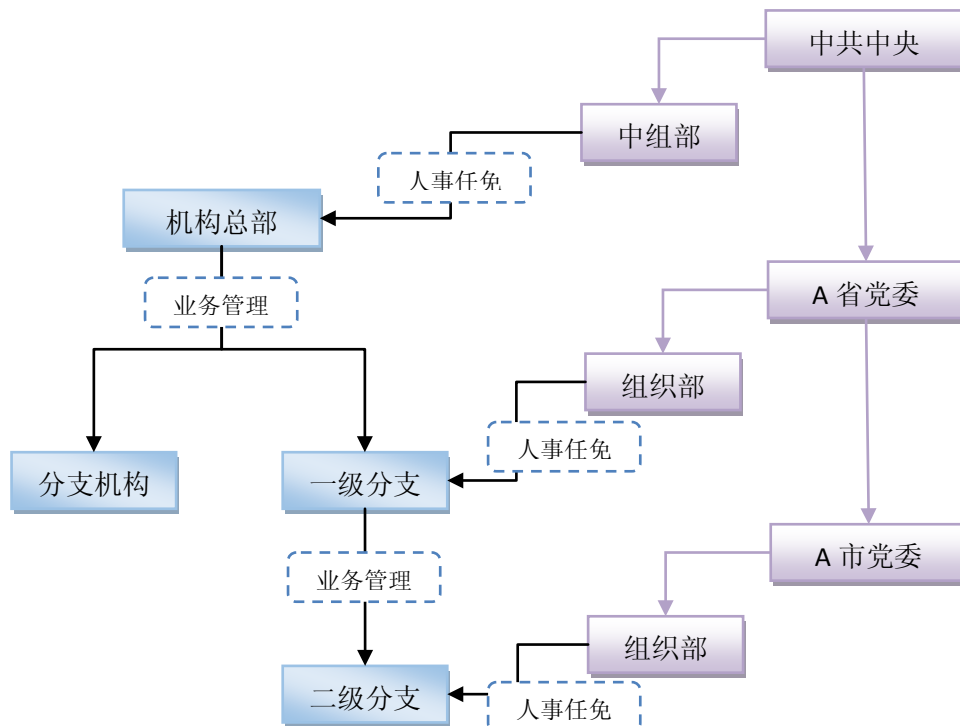 中共中央
中组部
人事任免
机构总部
业务管理
A 省党委
组织部
人事任免
分支机构
一级分支
A 市党委
业务管理
组织部
二级分支
人事任免